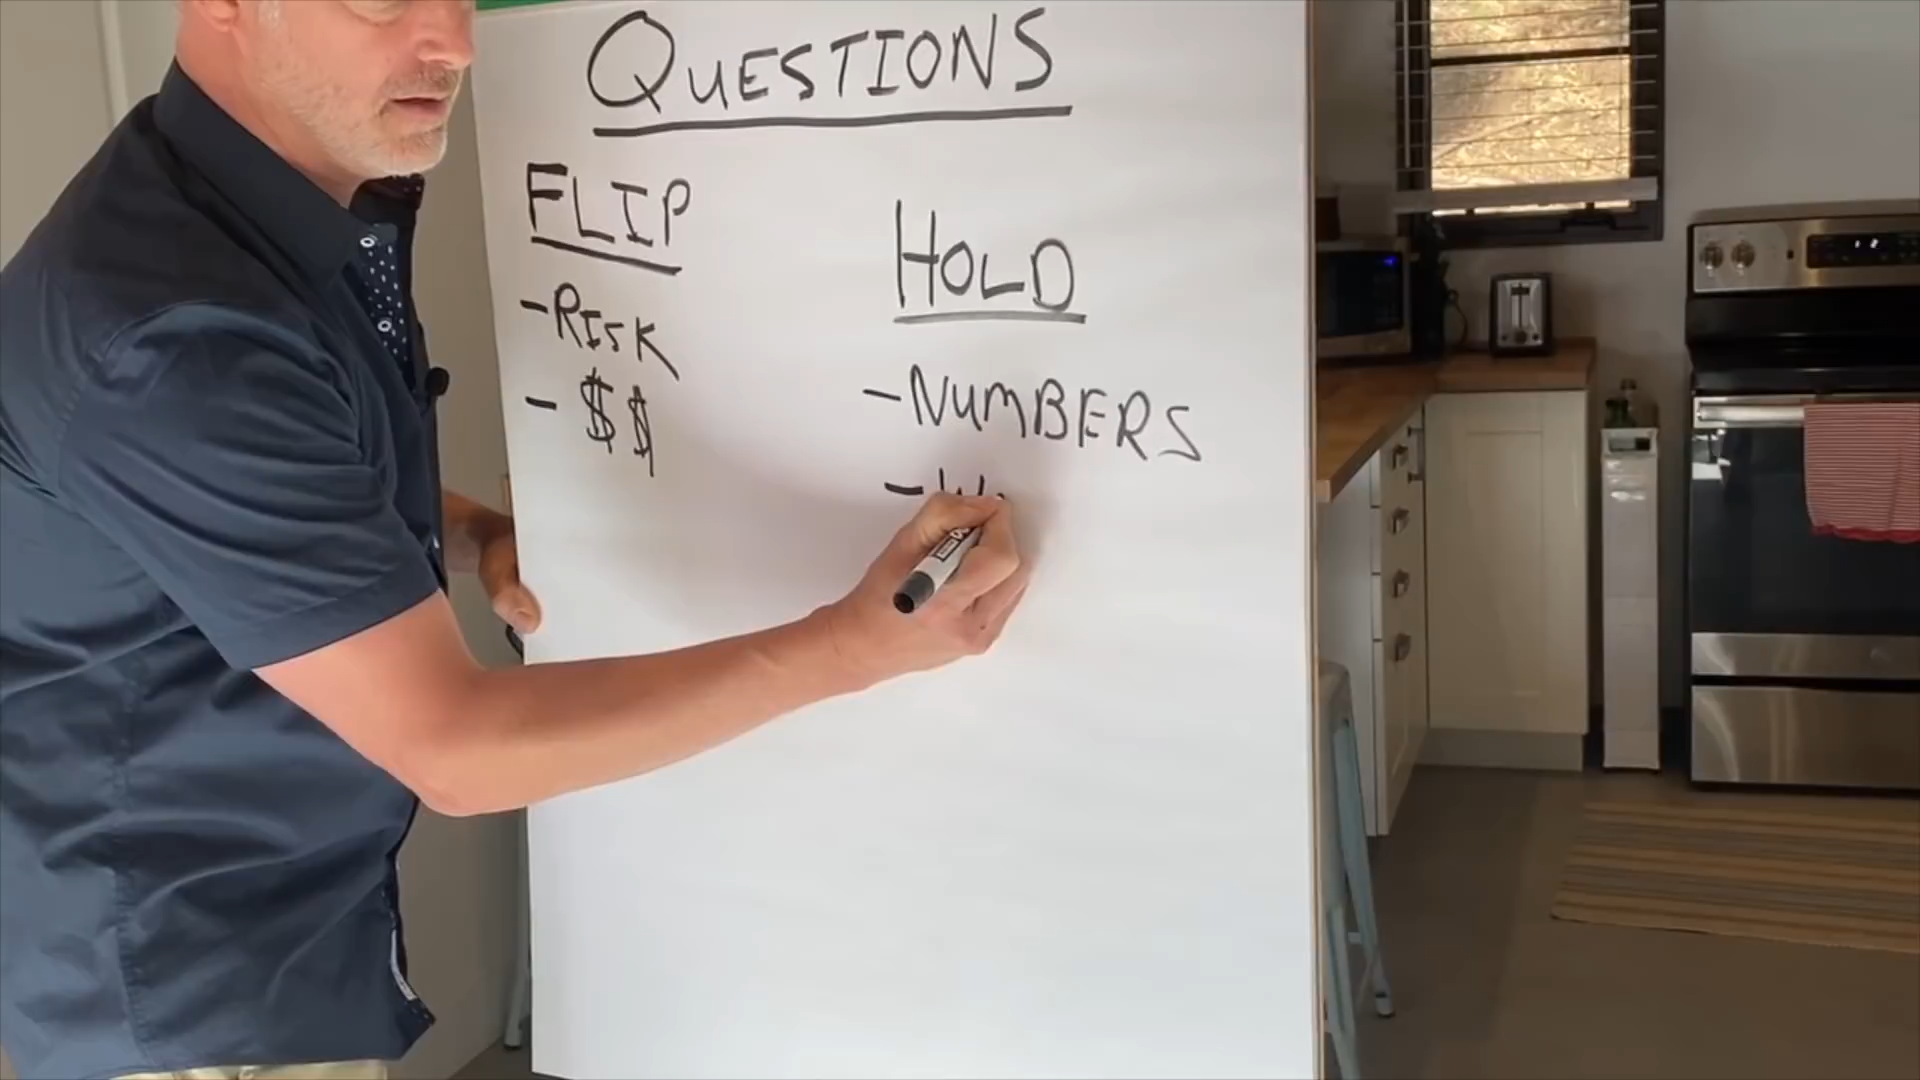 QUESTIONS
FLIP
-RISK
- $$
HOLD
-NUMBERS
-